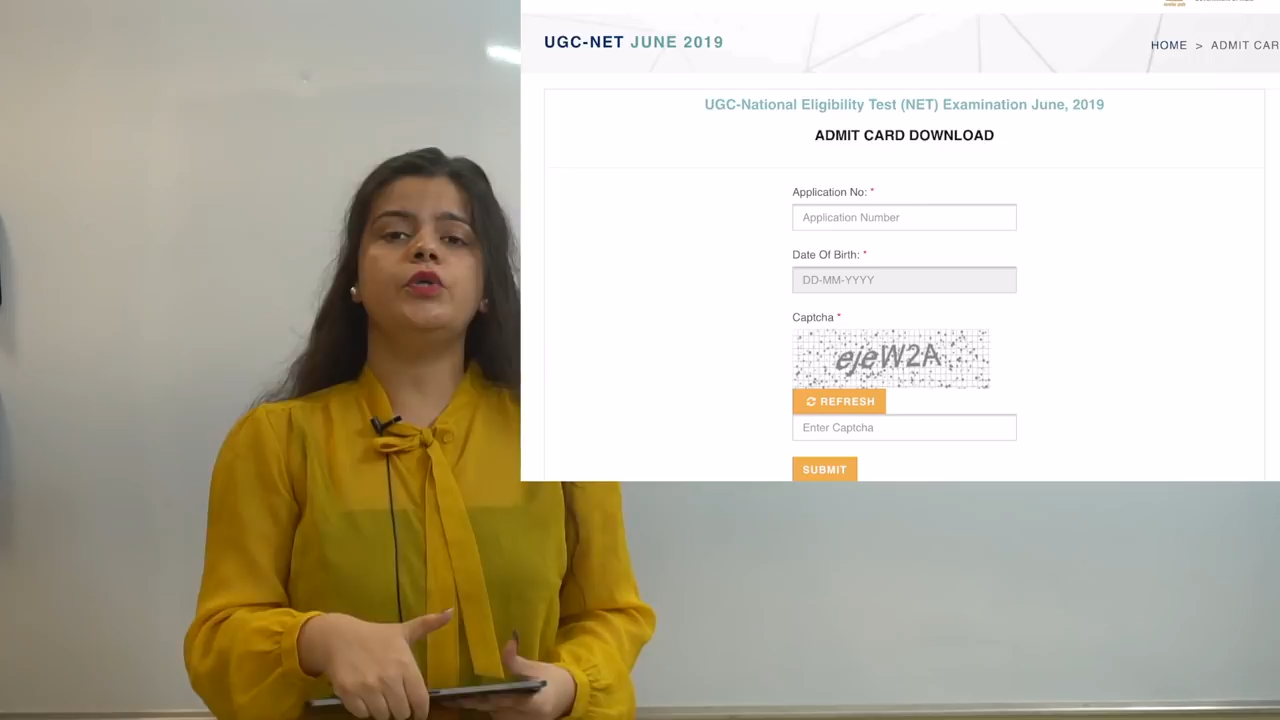 UGC-NET JUNE 2019
HOME > ADMIT CAR
UGC-National Eligibility Test (NET) Examination June, 2019
ADMIT CARD DOWNLOAD
Application No: *
Application Number
Date Of Birth: *
DD-MM-YYYY
Captcha *
ejeW2A
REFRESH
Enter Captcha
SUBMIT